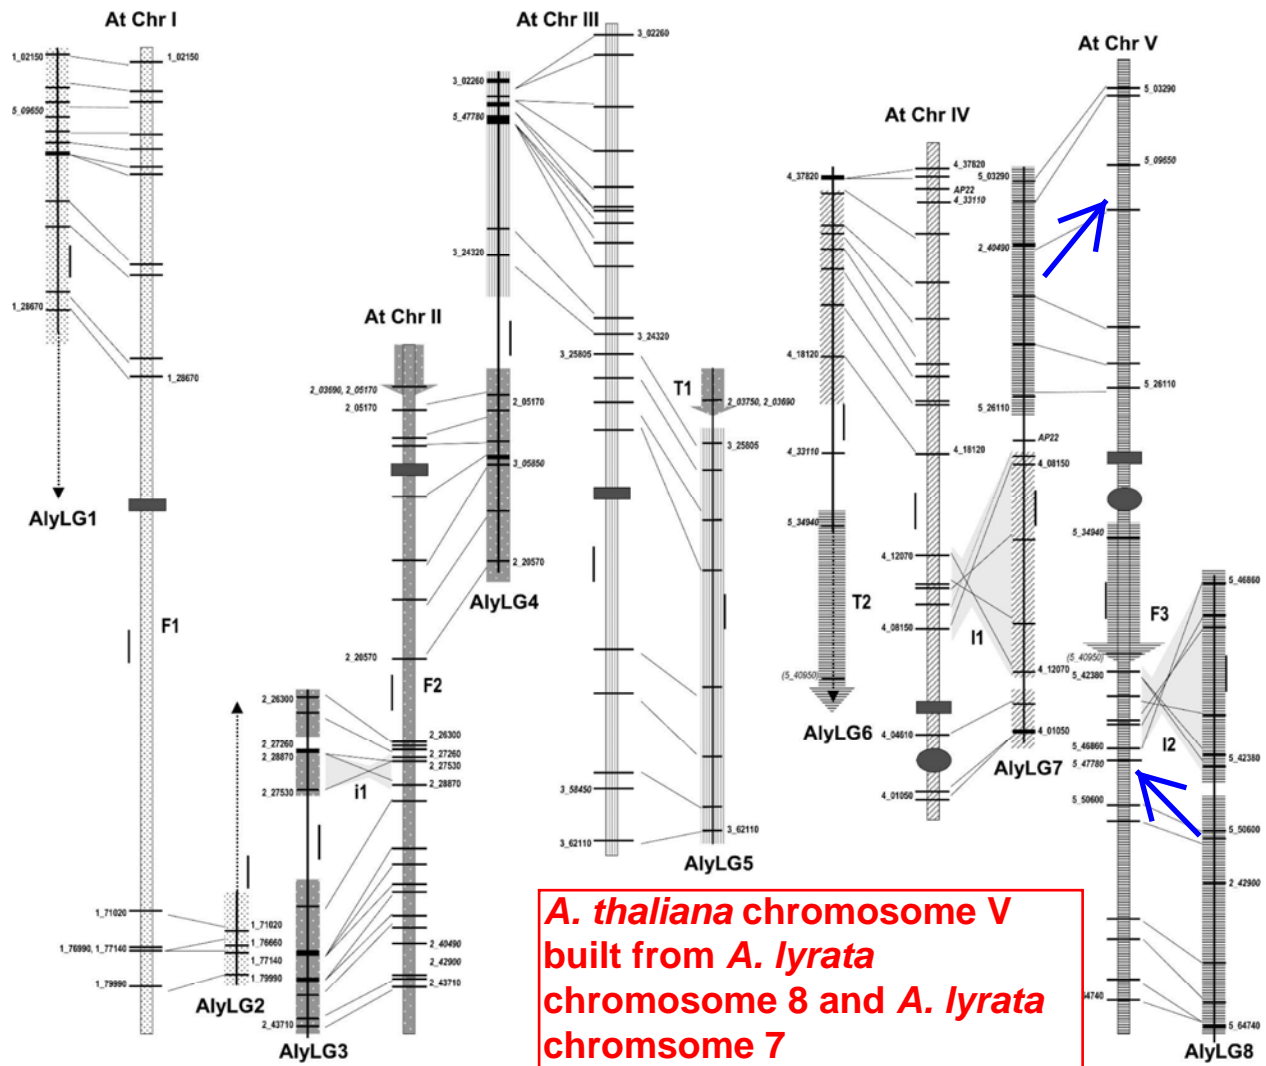 At Chr I
1_02150
1_02150
5_09650
1_28670
1_28670
AlyLG1
F1
1_71020
1_76990, 1_77140
1_79990
1_71020
1_76660
1_77140
1_79990
AlyLG2
At Chr II
2_03690, 2_05170
2_05170
2_20570
F2
2_26300
2_27260
2_27530
2_28870
2_40490
2_42900
2_43710
2_26300
2_27260
2_28870
2_27530
i1
2_43710
AlyLG3
At Chr III
3_02260
3_02260
5_47780
3_24320
2_05170
3_05850
2_20570
AlyLG4
3_24320
3_25805
3_58450
3_62110
T1
2_03750, 2_03690
3_25805
3_62110
AlyLG5
At Chr IV
4_37820
4_37820
AP22
4_33110
4_18120
4_18120
4_33110
5_34940
T2
(5_40950)
AlyLG6
4_12070
4_08150
4_04610
4_01050
I1
5_03290
2_40490
5_26110
AP22
4_08150
4_12070
4_01050
AlyLG7
At Chr V
5_03290
5_09650
5_26110
5_34940
F3
(5_40950)
5_42380
5_46860
5_47780
5_50600
I2
5_46860
5_42380
5_50600
2_42900
5_64740
AlyLG8
A. thaliana chromosome V
built from A. lyrata
chromosome 8 and A. lyrata
chromsome 7